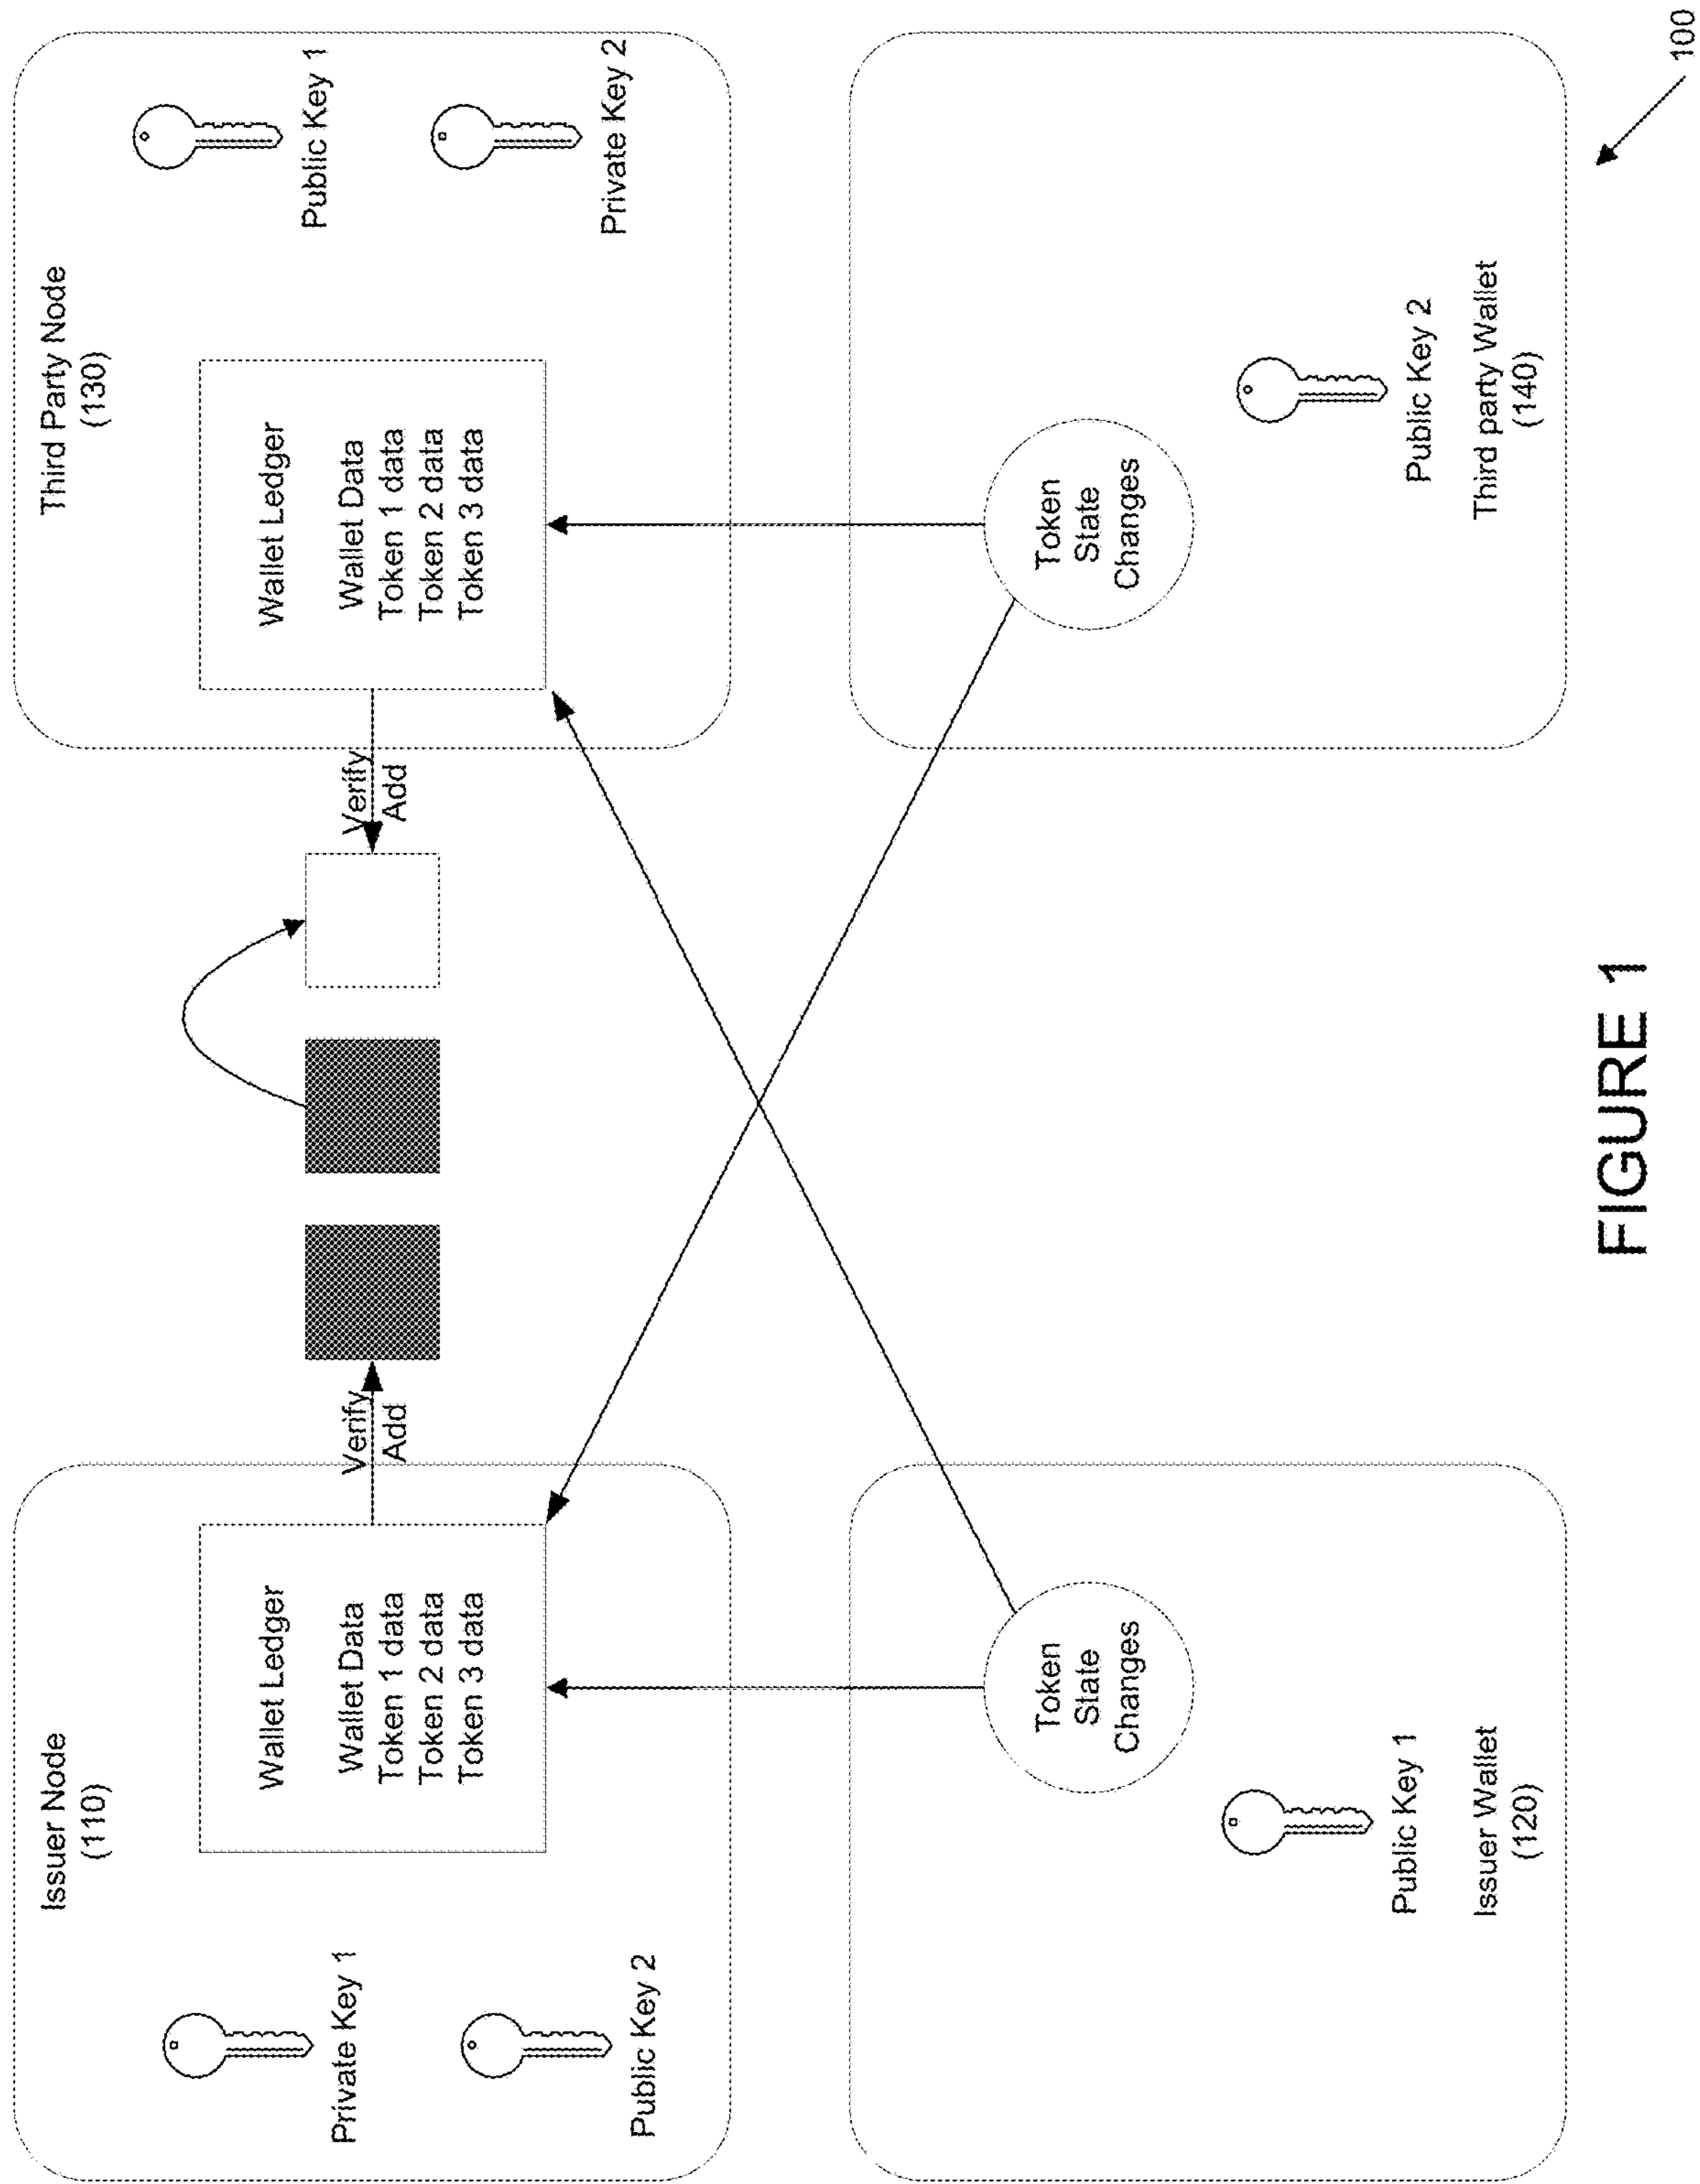 Issuer Node
(110)
Private Key 1
Public Key 2
Wallet Ledger
Wallet Data
Token 1 data
Token 2 data
Token 3 data
Verify
Add
Verify
Add
Third Party Node
(130)
Wallet Ledger
Wallet Data
Token 1 data
Token 2 data
Token 3 data
Public Key 1
Private Key 2
Token
State
Changes
Public Key 1
Issuer Wallet
(120)
Token
State
Changes
Public Key 2
Third party Wallet
(140)
100
FIGURE 1